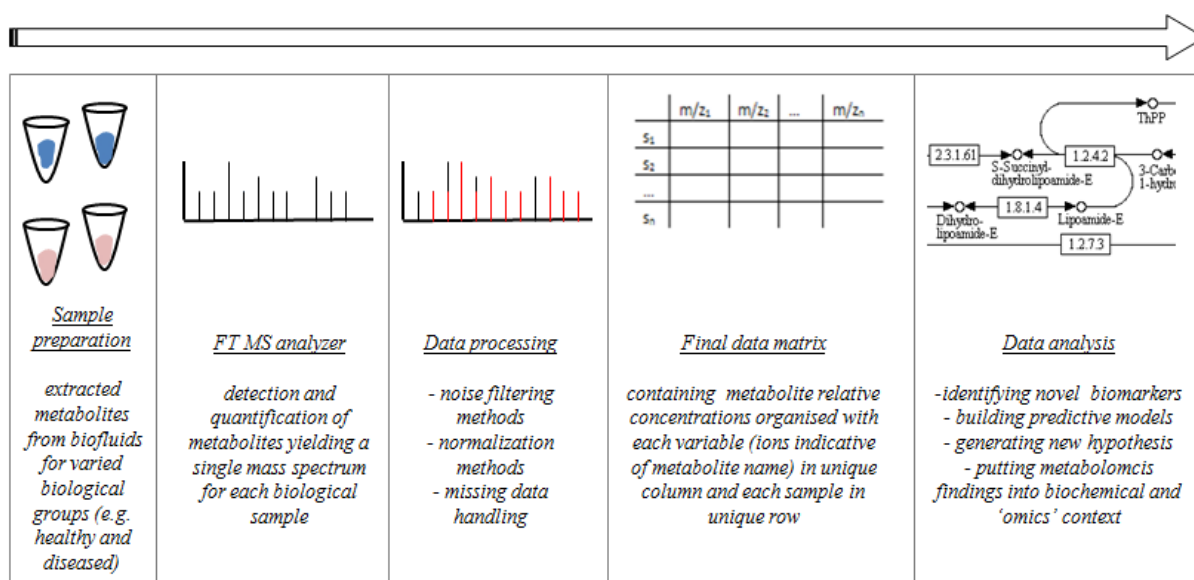 Sample
preparation
extracted
metabolites
from biofluids
for varied
biological
groups (e.g.
healthy and
diseased)
FT MS analyzer
detection and
quantification of
metabolites yielding a
single mass spectrum
for each biological
sample
Data processing
- noise filtering
methods
- normalization
methods
- missing data
handling
m/z1 m/z2 ... m/zn
s1
s2
...
sn
Final data matrix
containing metabolite relative
concentrations organised with
each variable (ions indicative
of metabolite name) in unique
column and each sample in
unique row
ThPP
2.3.1.61
1.2.4.2
S-Succinyl-
dihydrolipoamide-E
3-Carb
1-hydro
1.8.1.4
Dihydro-
lipoamide-E
Lipoamide-E
1.2.7.3
Data analysis
-identifying novel biomarkers
- building predictive models
- generating new hypothesis
- putting metabolomcis
findings into biochemical and
‘omics’ context